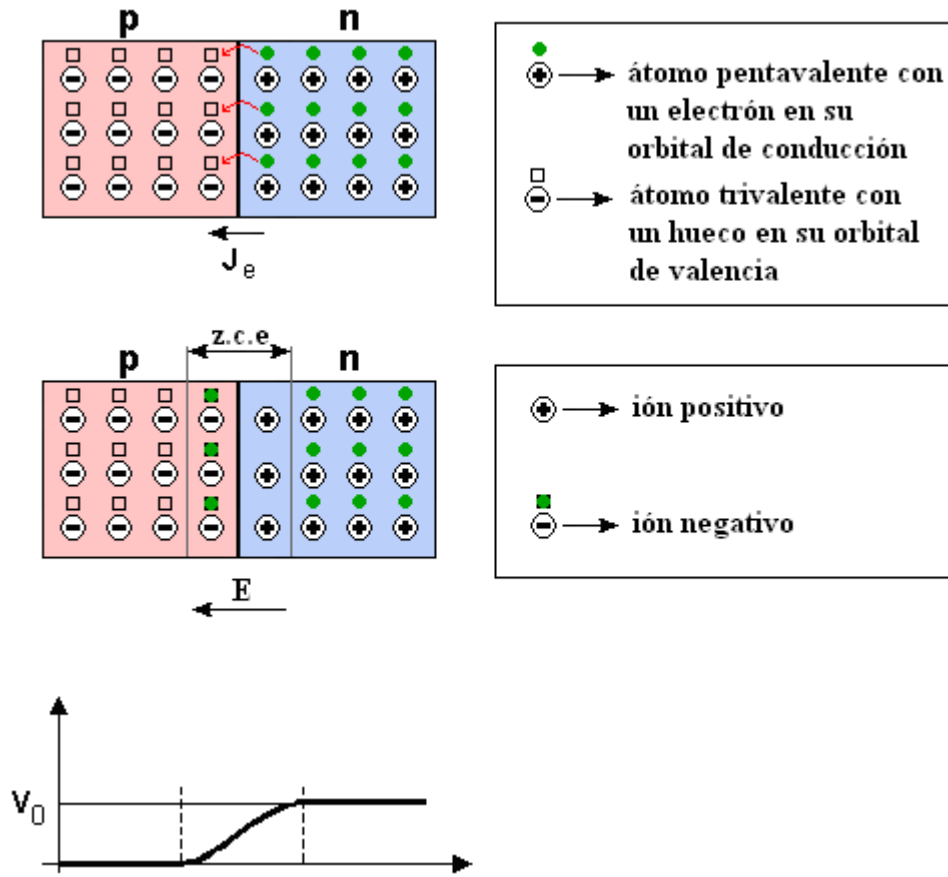 p n
átomo pentavalente con
un electrón en su
orbital de conducción
átomo trivalente con
un hueco en su orbital
de valencia
J e
z.c.e
p n
ión positivo
ión negativo
E
V0